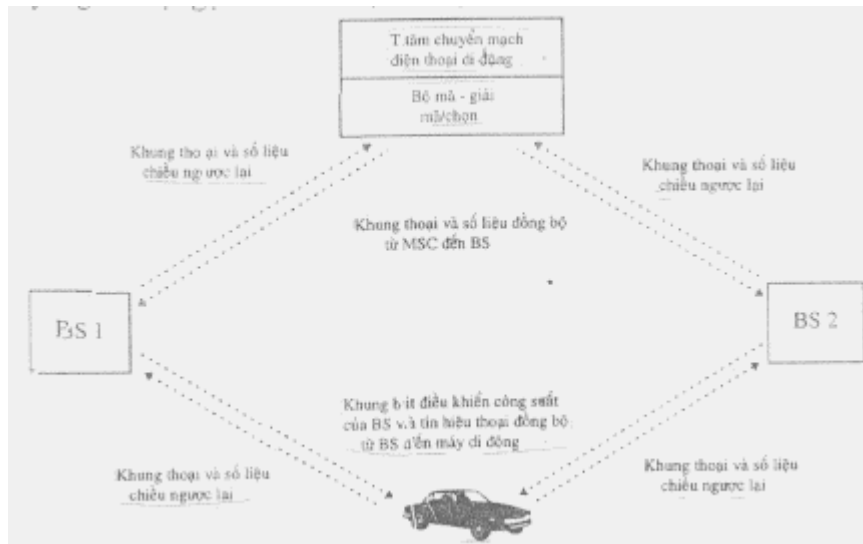 T.tâm chuyển mạch
điện thoại di động
Bộ mã - giải
mã/chọn
Khung tho ại và số liệu
chiều ng ược lại
Khung thoại và số liệu
chiều ngược lại
Khung thoại và số liệu đồng bộ
từ MSC đến BS
BS 1
BS 2
Khung bit điều khiển công suất
của BS và tín hiệu thoại đồng bộ
từ BS đến máy di động
Khung thoại và số liệu
chiều ngược lại
Khung thoại và số liệu
chiều ngược lại